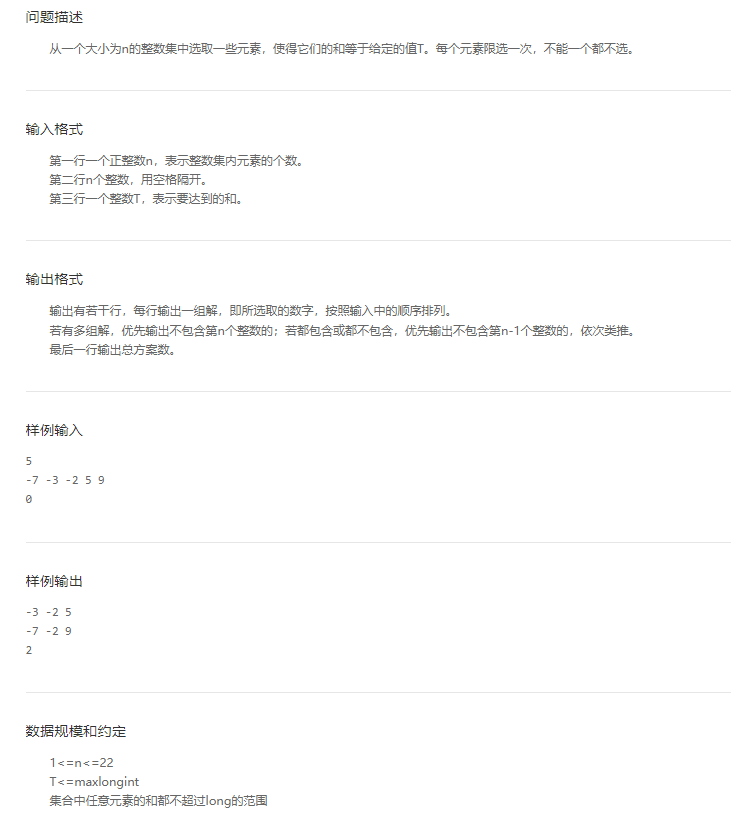 问题描述
从一个大小为n的整数集中选取一些元素，使得它们的和等于给定的值T。每个元素限选一次，不能一个都不选。
输入格式
第一行一个正整数n，表示整数集内元素的个数。
第二行n个整数，用空格隔开。
第三行一个整数T，表示要达到的和。
输出格式
输出有若干行，每行输出一组解，即所选取的数字，按照输入中的顺序排列。
若有多组解，优先输出不包含第n个整数的；若都包含或都不包含，优先输出不包含第n-1个整数的，依次类推。
最后一行输出总方案数。
样例输入
5
-7 -3 -2 5 9
0
样例输出
-3 -2 5
-7 -2 9
2
数据规模和约定
1<=n<=22
T<=maxlongint
集合中任意元素的和都不超过long的范围